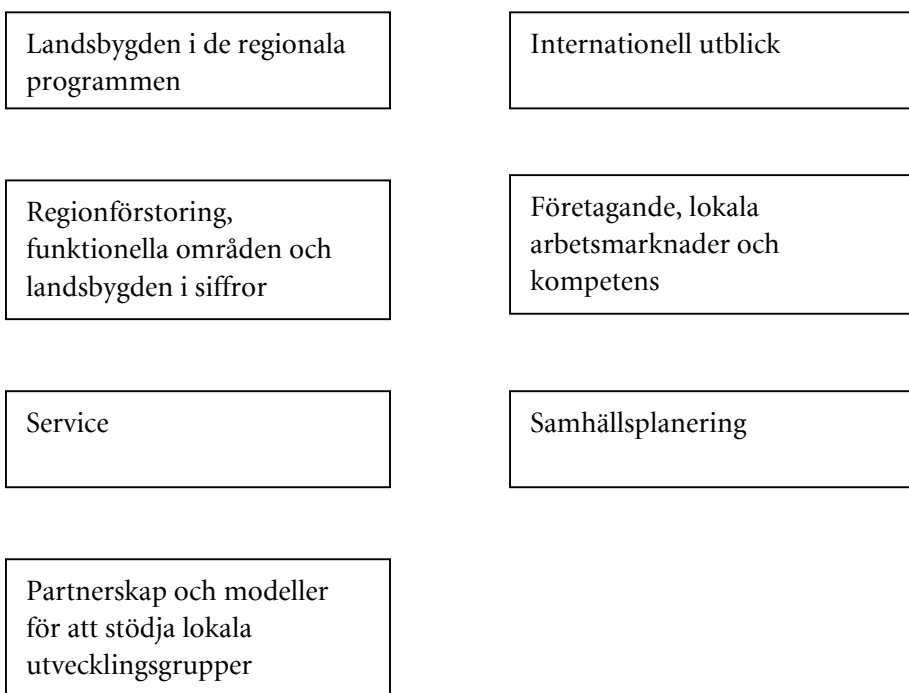 Landsbygden i de regionala
programmen
Internationell utblick
Regionförstoring,
funktionella områden och
landsbygden i siffror
Företagande, lokala
arbetsmarknader och
kompetens
Service
Samhällsplanering
Partnerskap och modeller
för att stödja lokala
utvecklingsgrupper